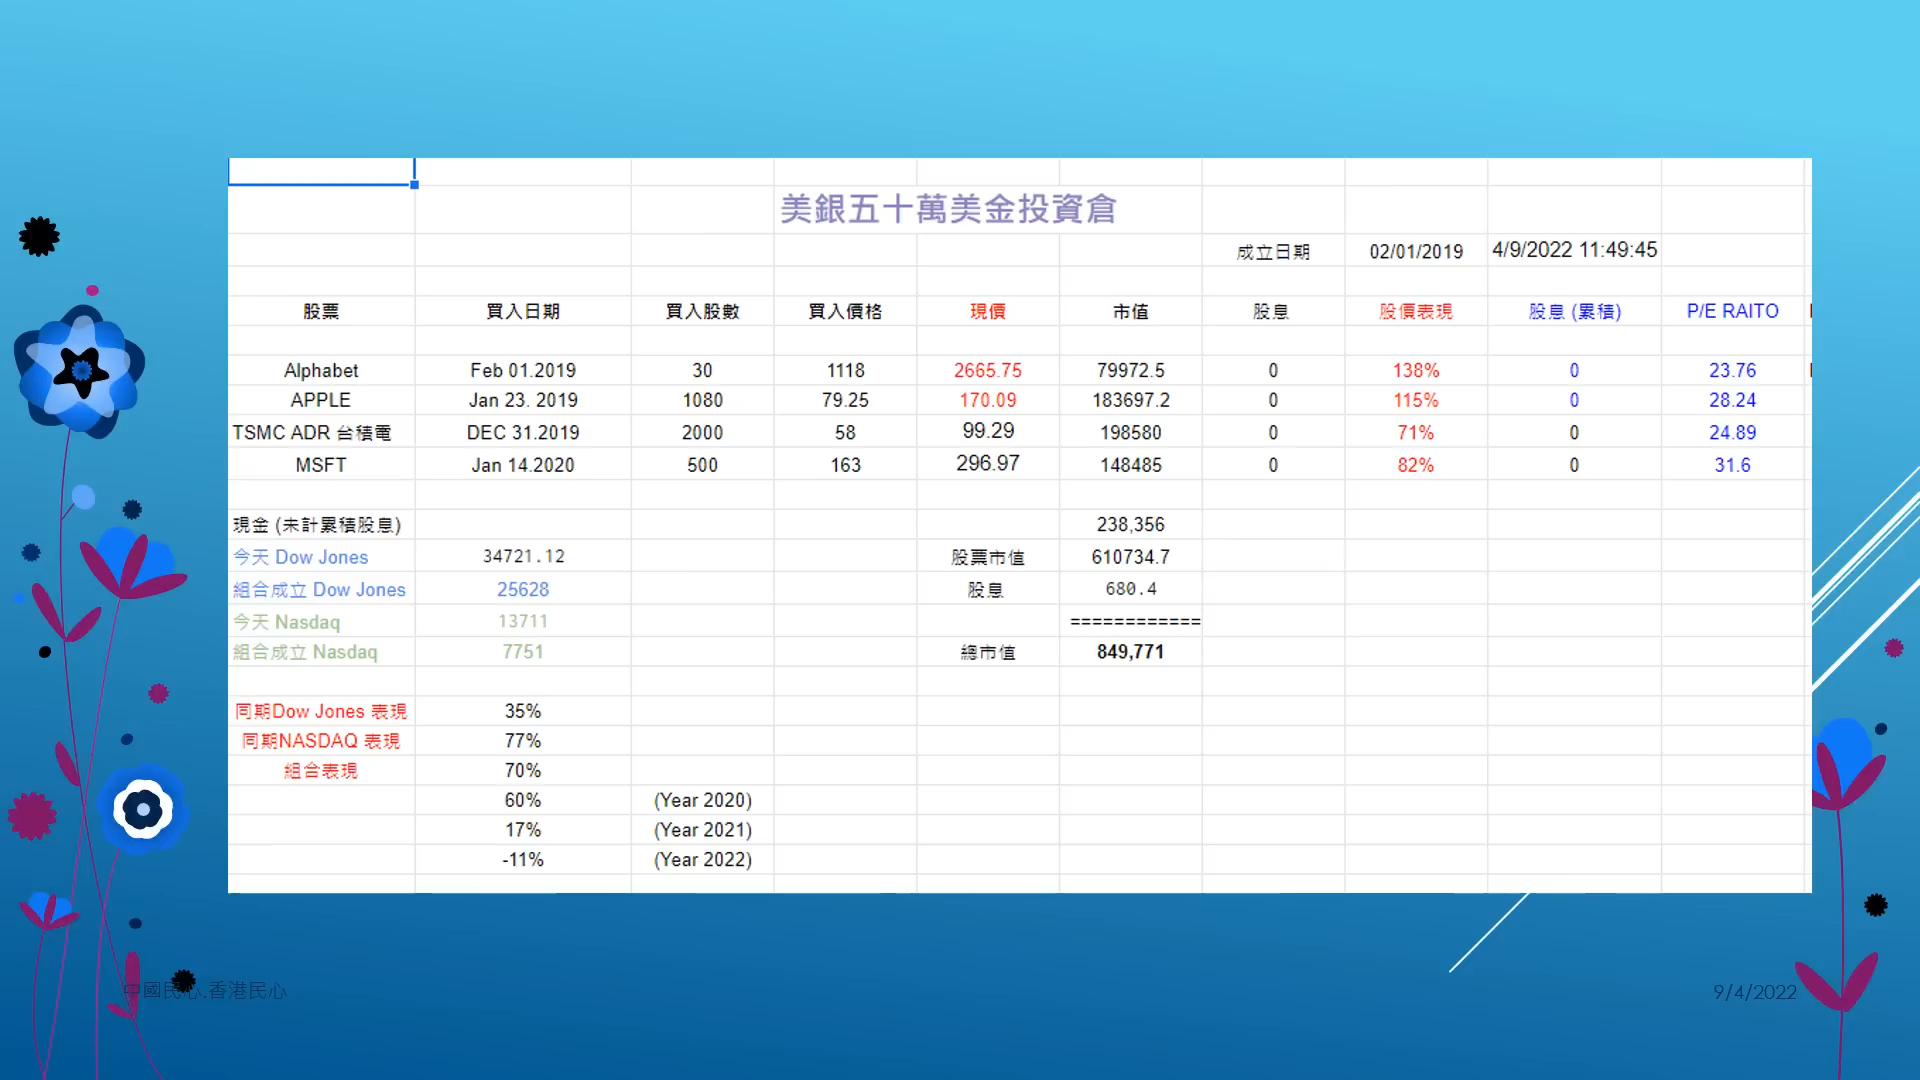 美銀五十萬美金投資倉
成立日期 02/01/2019 4/9/2022 11:49:45
股票 買入日期 買入股數 買入價格 現價 市值 股息 股價表現 股息 (累積) P/E RAITO
Alphabet Feb 01.2019 30 1118 2665.75 79972.5 0 138% 0 23.76
APPLE Jan 23. 2019 1080 79.25 170.09 183697.2 0 115% 0 28.24
TSMC ADR 台積電 DEC 31.2019 2000 58 99.29 198580 0 71% 0 24.89
MSFT Jan 14.2020 500 163 296.97 148485 0 82% 0 31.6
現金 (未計累積股息) 238,356
今天 Dow Jones 34721.12 股票市值 610734.7
組合成立 Dow Jones 25628 股息 680.4
今天 Nasdaq 13711 ============
組合成立 Nasdaq 7751 總市值 849,771
同期Dow Jones 表現 35%
同期NASDAQ 表現 77%
組合表現 70%
60% (Year 2020)
17% (Year 2021)
-11% (Year 2022)
中國民心.香港民心 9/4/2022